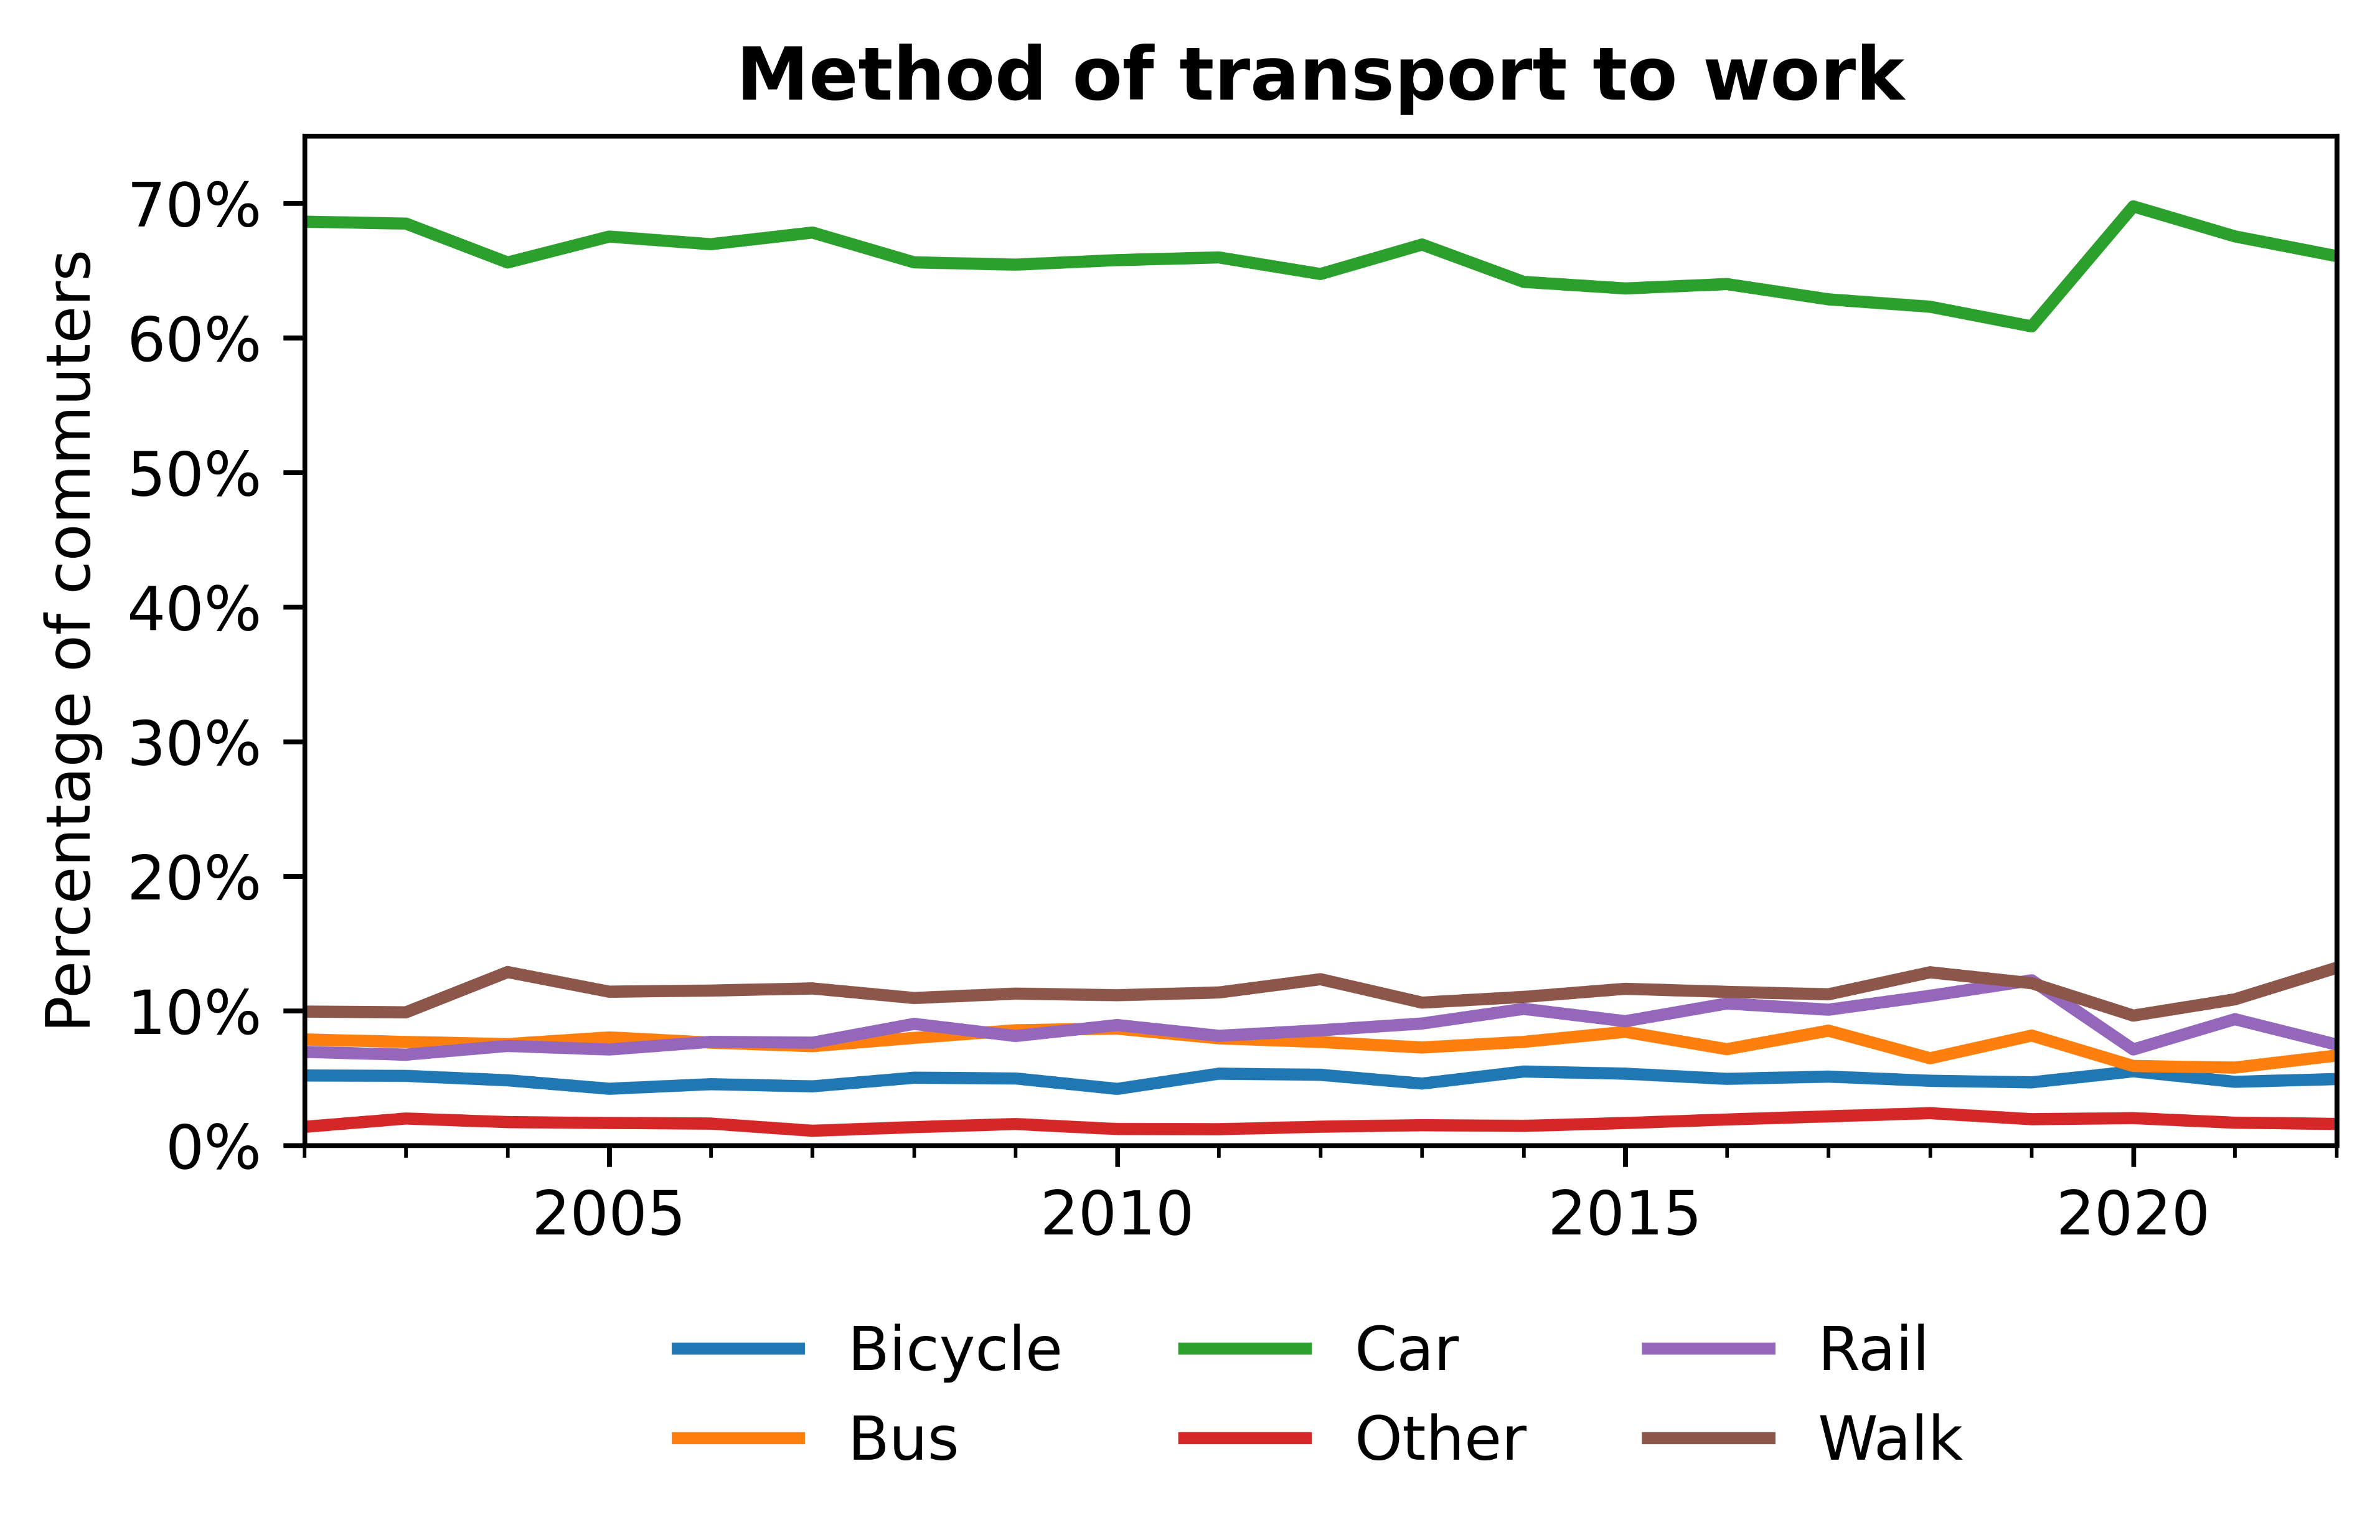 Method of transport to work
Percentage of commuters
70%
60%
50%
40%
30%
20%
10%
0%
2005 2010 2015 2020
Bicycle Car Rail
Bus Other Walk